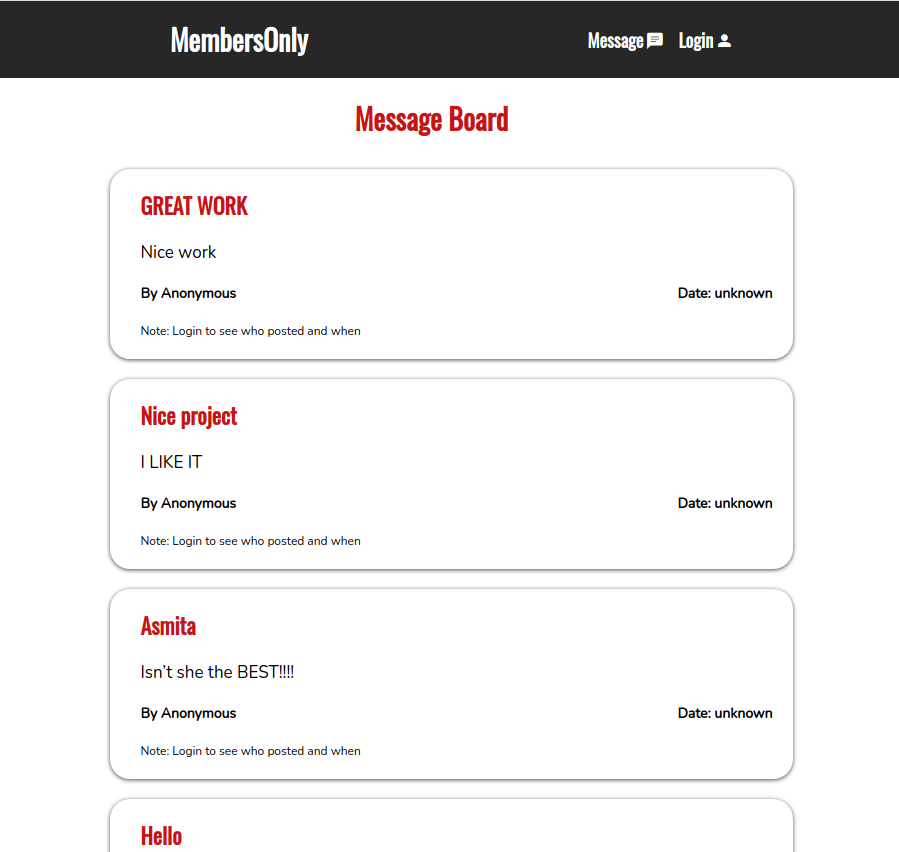 MembersOnly
Message Login
Message Board
GREAT WORK
Nice work
By Anonymous Date: unknown
Note: Login to see who posted and when
Nice project
I LIKE IT
By Anonymous Date: unknown
Note: Login to see who posted and when
Asmita
Isn't she the BEST!!!!
By Anonymous Date: unknown
Note: Login to see who posted and when
Hello